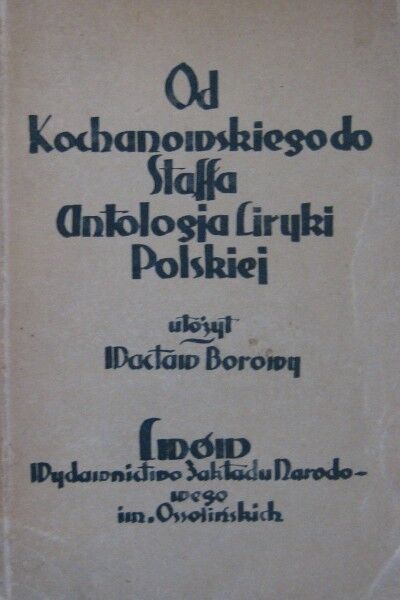 Od
Kochanowskiego do
Staffa
Antologja Liryki
Polskiej
ułożył
Wacław Borowy
Lwów
Wydawnictwo Zakładu Narodo-
wego
im. Ossolińskich